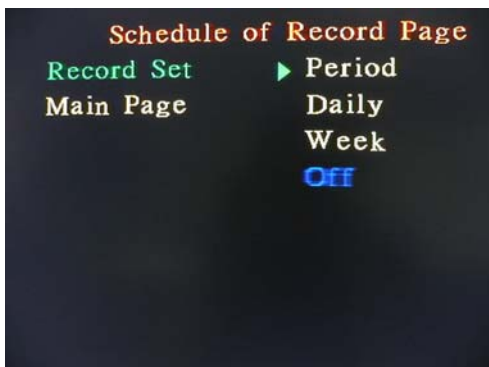 Schedule of Record Page
Record Set ▶ Period
Main Page Daily
Week
Off